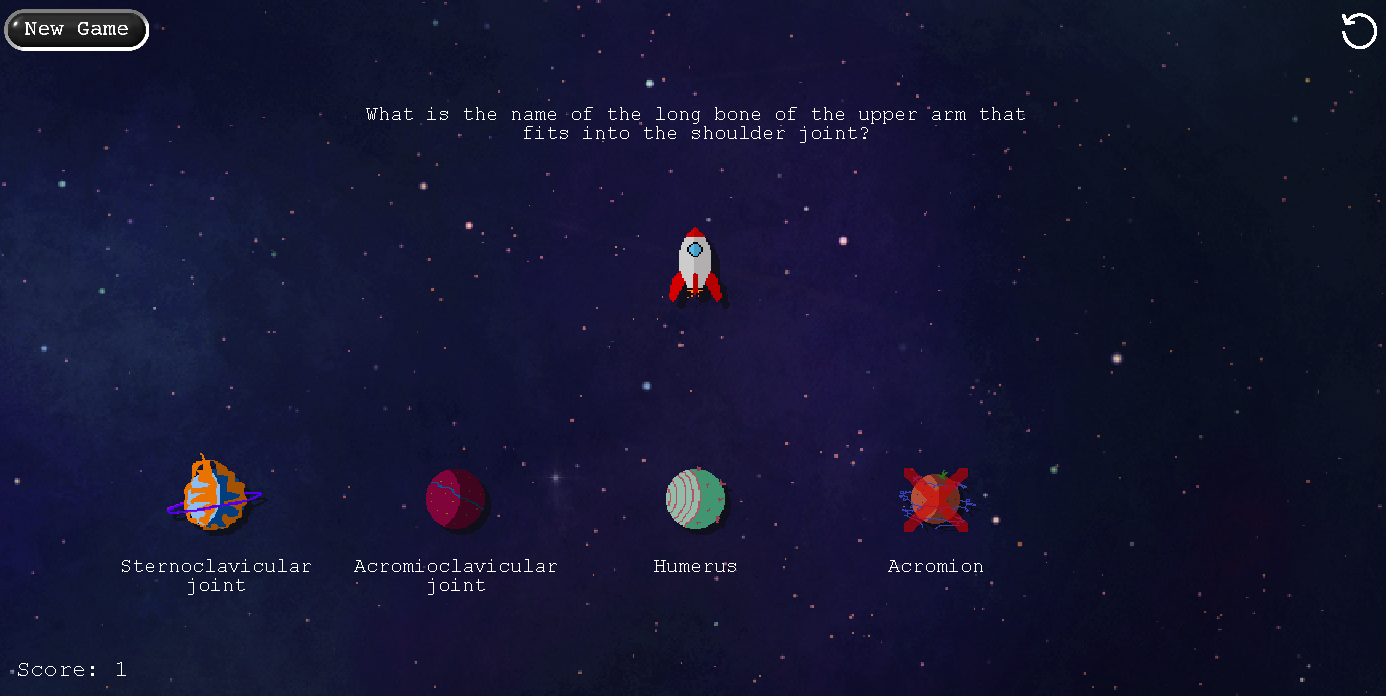 New Game
What is the name of the long bone of the upper arm that
fits into the shoulder joint?
Sternoclavicular
joint
Acromioclavicular
joint
Humerus
Acromion
Score: 1